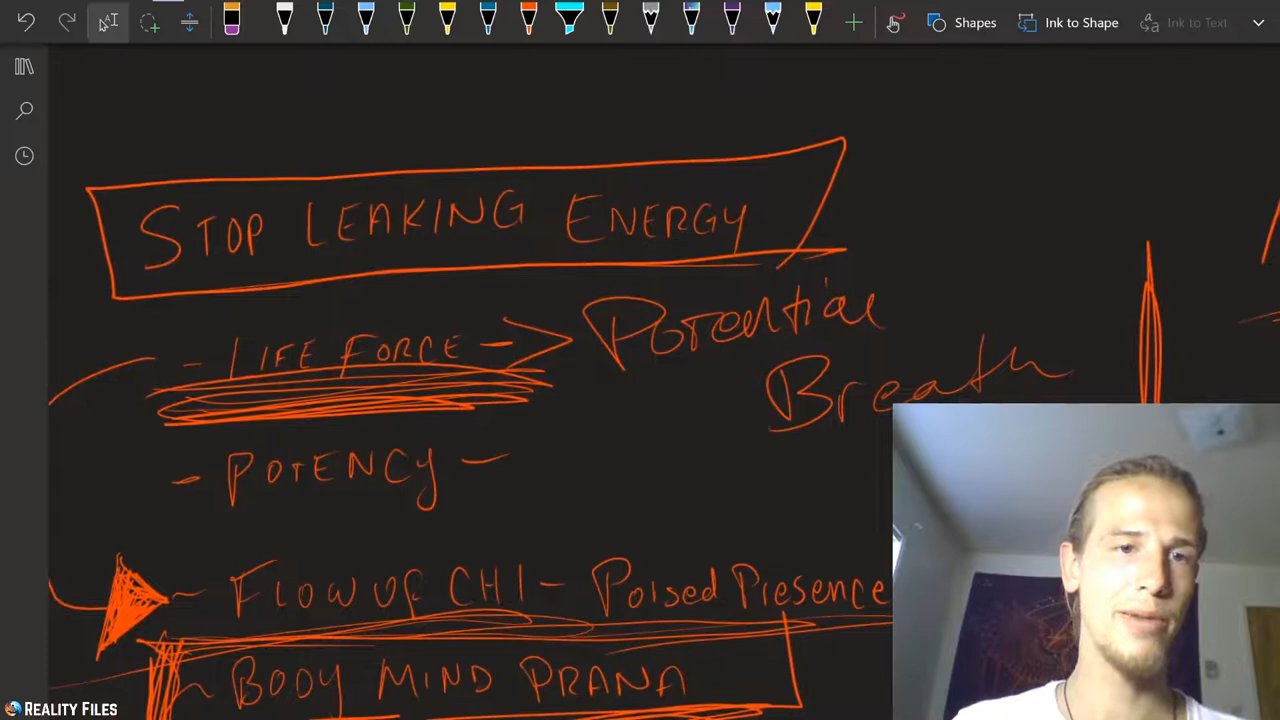 Shapes
Ink to Shape
Ink to Text
STOP LEAKING ENERGY
- LIFE FORCE -> Potential
Breath
- POTENCY -
~ FLOW OF CHI - Poised Presence
~ BODY MIND PRANA
REALITY FILES